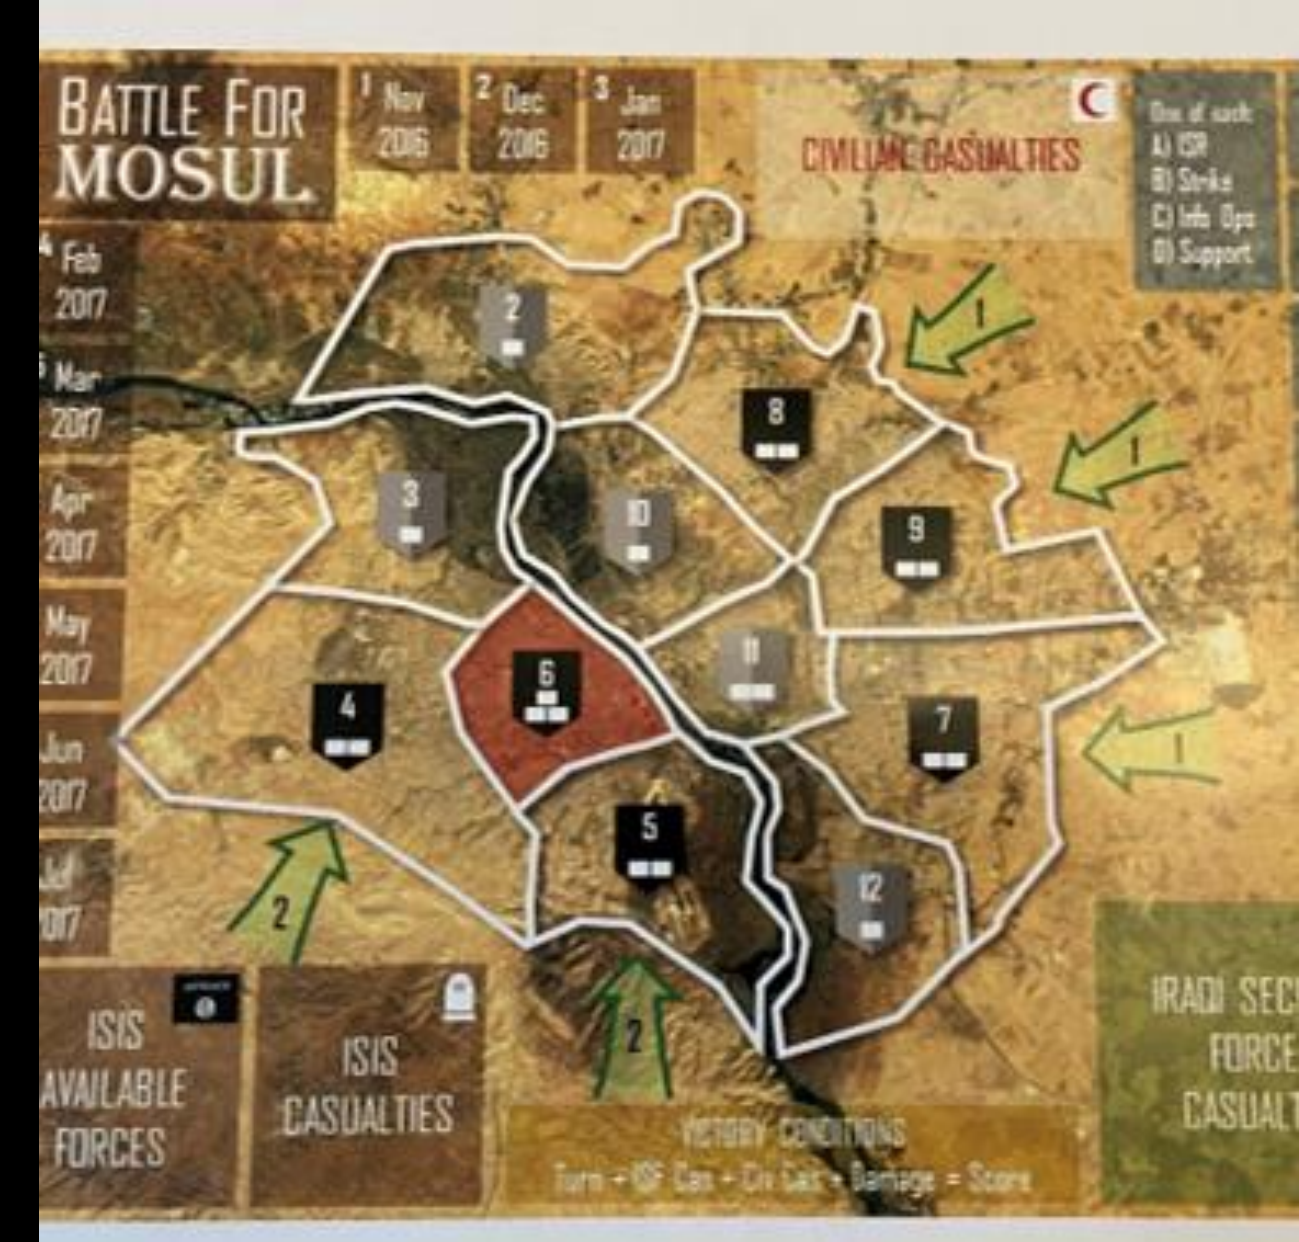 BATTLE FOR
MOSUL
1 Nov
2016
2 Dec
2016
3 Jan
2017
CIVILIAN CASUALTIES
One of each:
A) ISR
B) Strike
C) Info Ops
D) Support
4 Feb
2017
Mar
2017
Apr
2017
May
2017
Jun
2017
Jul
2017
2
1
8
1
3
10
9
11
6
4
7
1
5
12
2
2
ISIS
AVAILABLE
FORCES
ISIS
CASUALTIES
IRAQI SEC
FORCE
CASUALT
VICTORY CONDITIONS
Turn + ISF Cas + Civ Cas + Damage = Score